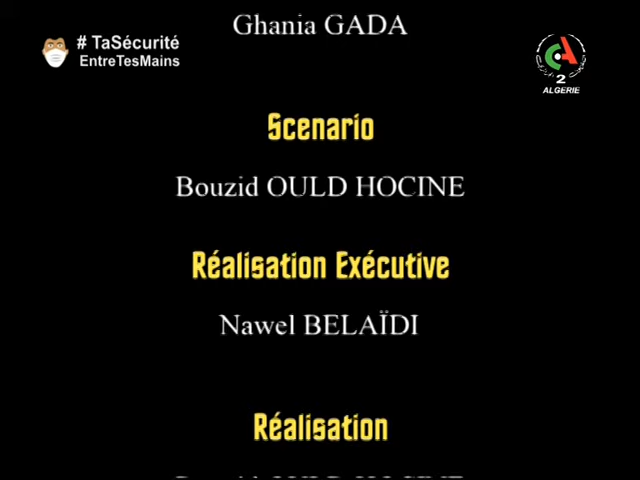 Ghania GADA
# TaSécurité
EntreTesMains
2
ALGERIE
Scenario
Bouzid OULD HOCINE
Réalisation Exécutive
Nawel BELAÏDI
Réalisation